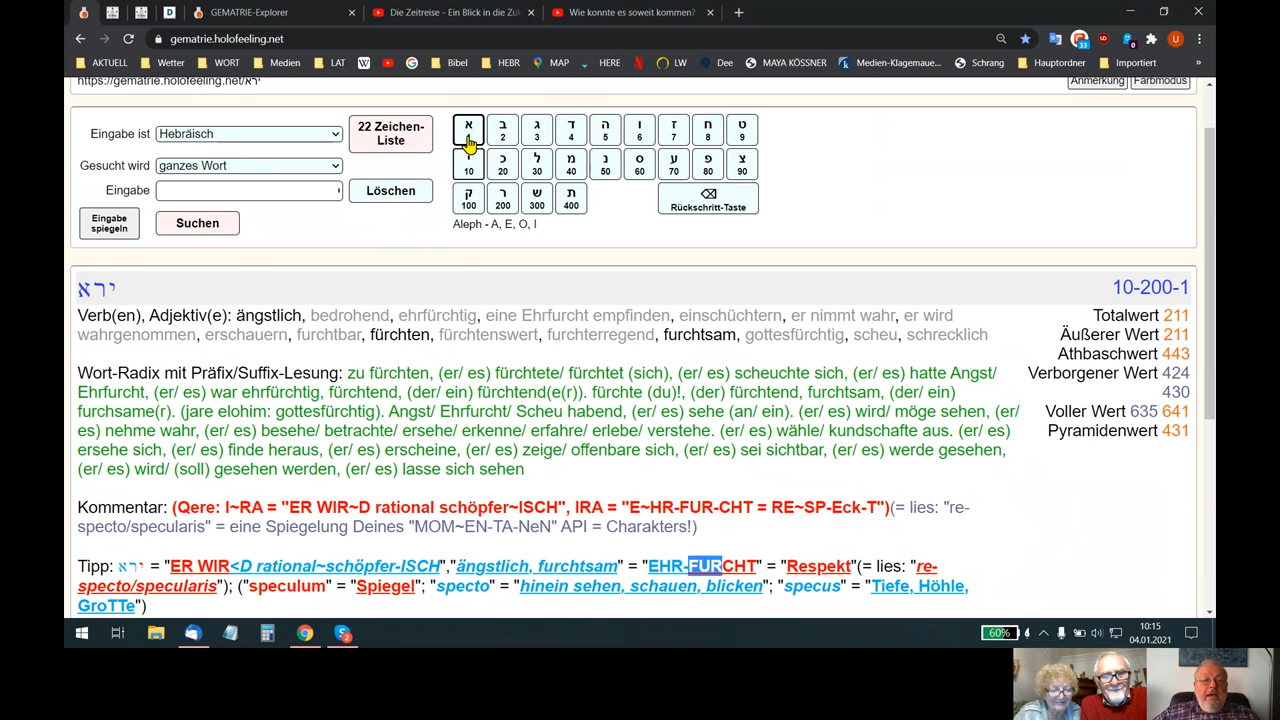 GEMATRIE-Explorer
Die Zeitreise - Ein Blick in die Zuk
Wie konnte es soweit kommen?
gematrie.holofeeling.net
AKTUELL Wetter WORT Medien LAT Bibel HEBR MAP HERE LW Dee MAYA KÖSSNER Medien-Klagemaue... Schrang Hauptordner Importiert »
https://gematrie.holofeeling.net/ירא
Anmerkung Farbmodus
Eingabe ist Hebräisch
22 Zeichen-
Liste
Gesucht wird ganzes Wort
Eingabe
Löschen
Eingabe
spiegeln
Suchen
א ב ג ד ה ו ז ח ט
2 3 4 5 6 7 8 9
י כ ל מ נ ס ע פ צ
10 20 30 40 50 60 70 80 90
ק ר ש ת
100 200 300 400
Rückschritt-Taste
Aleph - A, E, O, I
ירא 10-200-1
Verb(en), Adjektiv(e): ängstlich, bedrohend, ehrfürchtig, eine Ehrfurcht empfinden, einschüchtern, er nimmt wahr, er wird
wahrgenommen, erschauern, furchtbar, fürchten, fürchtenswert, furchterregend, furchtsam, gottesfürchtig, scheu, schrecklich
Totalwert 211
Äußerer Wert 211
Athbaschwert 443
Verborgener Wert 424
430
Voller Wert 635 641
Pyramidenwert 431
Wort-Radix mit Präfix/Suffix-Lesung: zu fürchten, (er/ es) fürchtete/ fürchtet (sich), (er/ es) scheuchte sich, (er/ es) hatte Angst/
Ehrfurcht, (er/ es) war ehrfürchtig, fürchtend, (der/ ein) fürchtend(e(r)). fürchte (du)!, (der) fürchtend, furchtsam, (der/ ein)
furchsame(r). (jare elohim: gottesfürchtig). Angst/ Ehrfurcht/ Scheu habend, (er/ es) sehe (an/ ein). (er/ es) wird/ möge sehen, (er/
es) nehme wahr, (er/ es) besehe/ betrachte/ ersehe/ erkenne/ erfahre/ erlebe/ verstehe. (er/ es) wähle/ kundschafte aus. (er/ es)
ersehe sich, (er/ es) finde heraus, (er/ es) erscheine, (er/ es) zeige/ offenbare sich, (er/ es) sei sichtbar, (er/ es) werde gesehen,
(er/ es) wird/ (soll) gesehen werden, (er/ es) lasse sich sehen
Kommentar: (Qere: I~RA = "ER WIR~D rational schöpfer~ISCH", IRA = "E~HR-FUR-CHT = RE~SP-Eck-T")(= lies: "re-
specto/specularis" = eine Spiegelung Deines "MOM~EN-TA-NeN" API = Charakters!)
Tipp: ירא = "ER WIR<D rational~schöpfer-ISCH","ängstlich, furchtsam" = "EHR-FURCHT" = "Respekt"(= lies: "re-
specto/specularis"); ("speculum" = "Spiegel"; "specto" = "hinein sehen, schauen, blicken"; "specus" = "Tiefe, Höhle,
GroTTe")
60%
10:15
04.01.2021